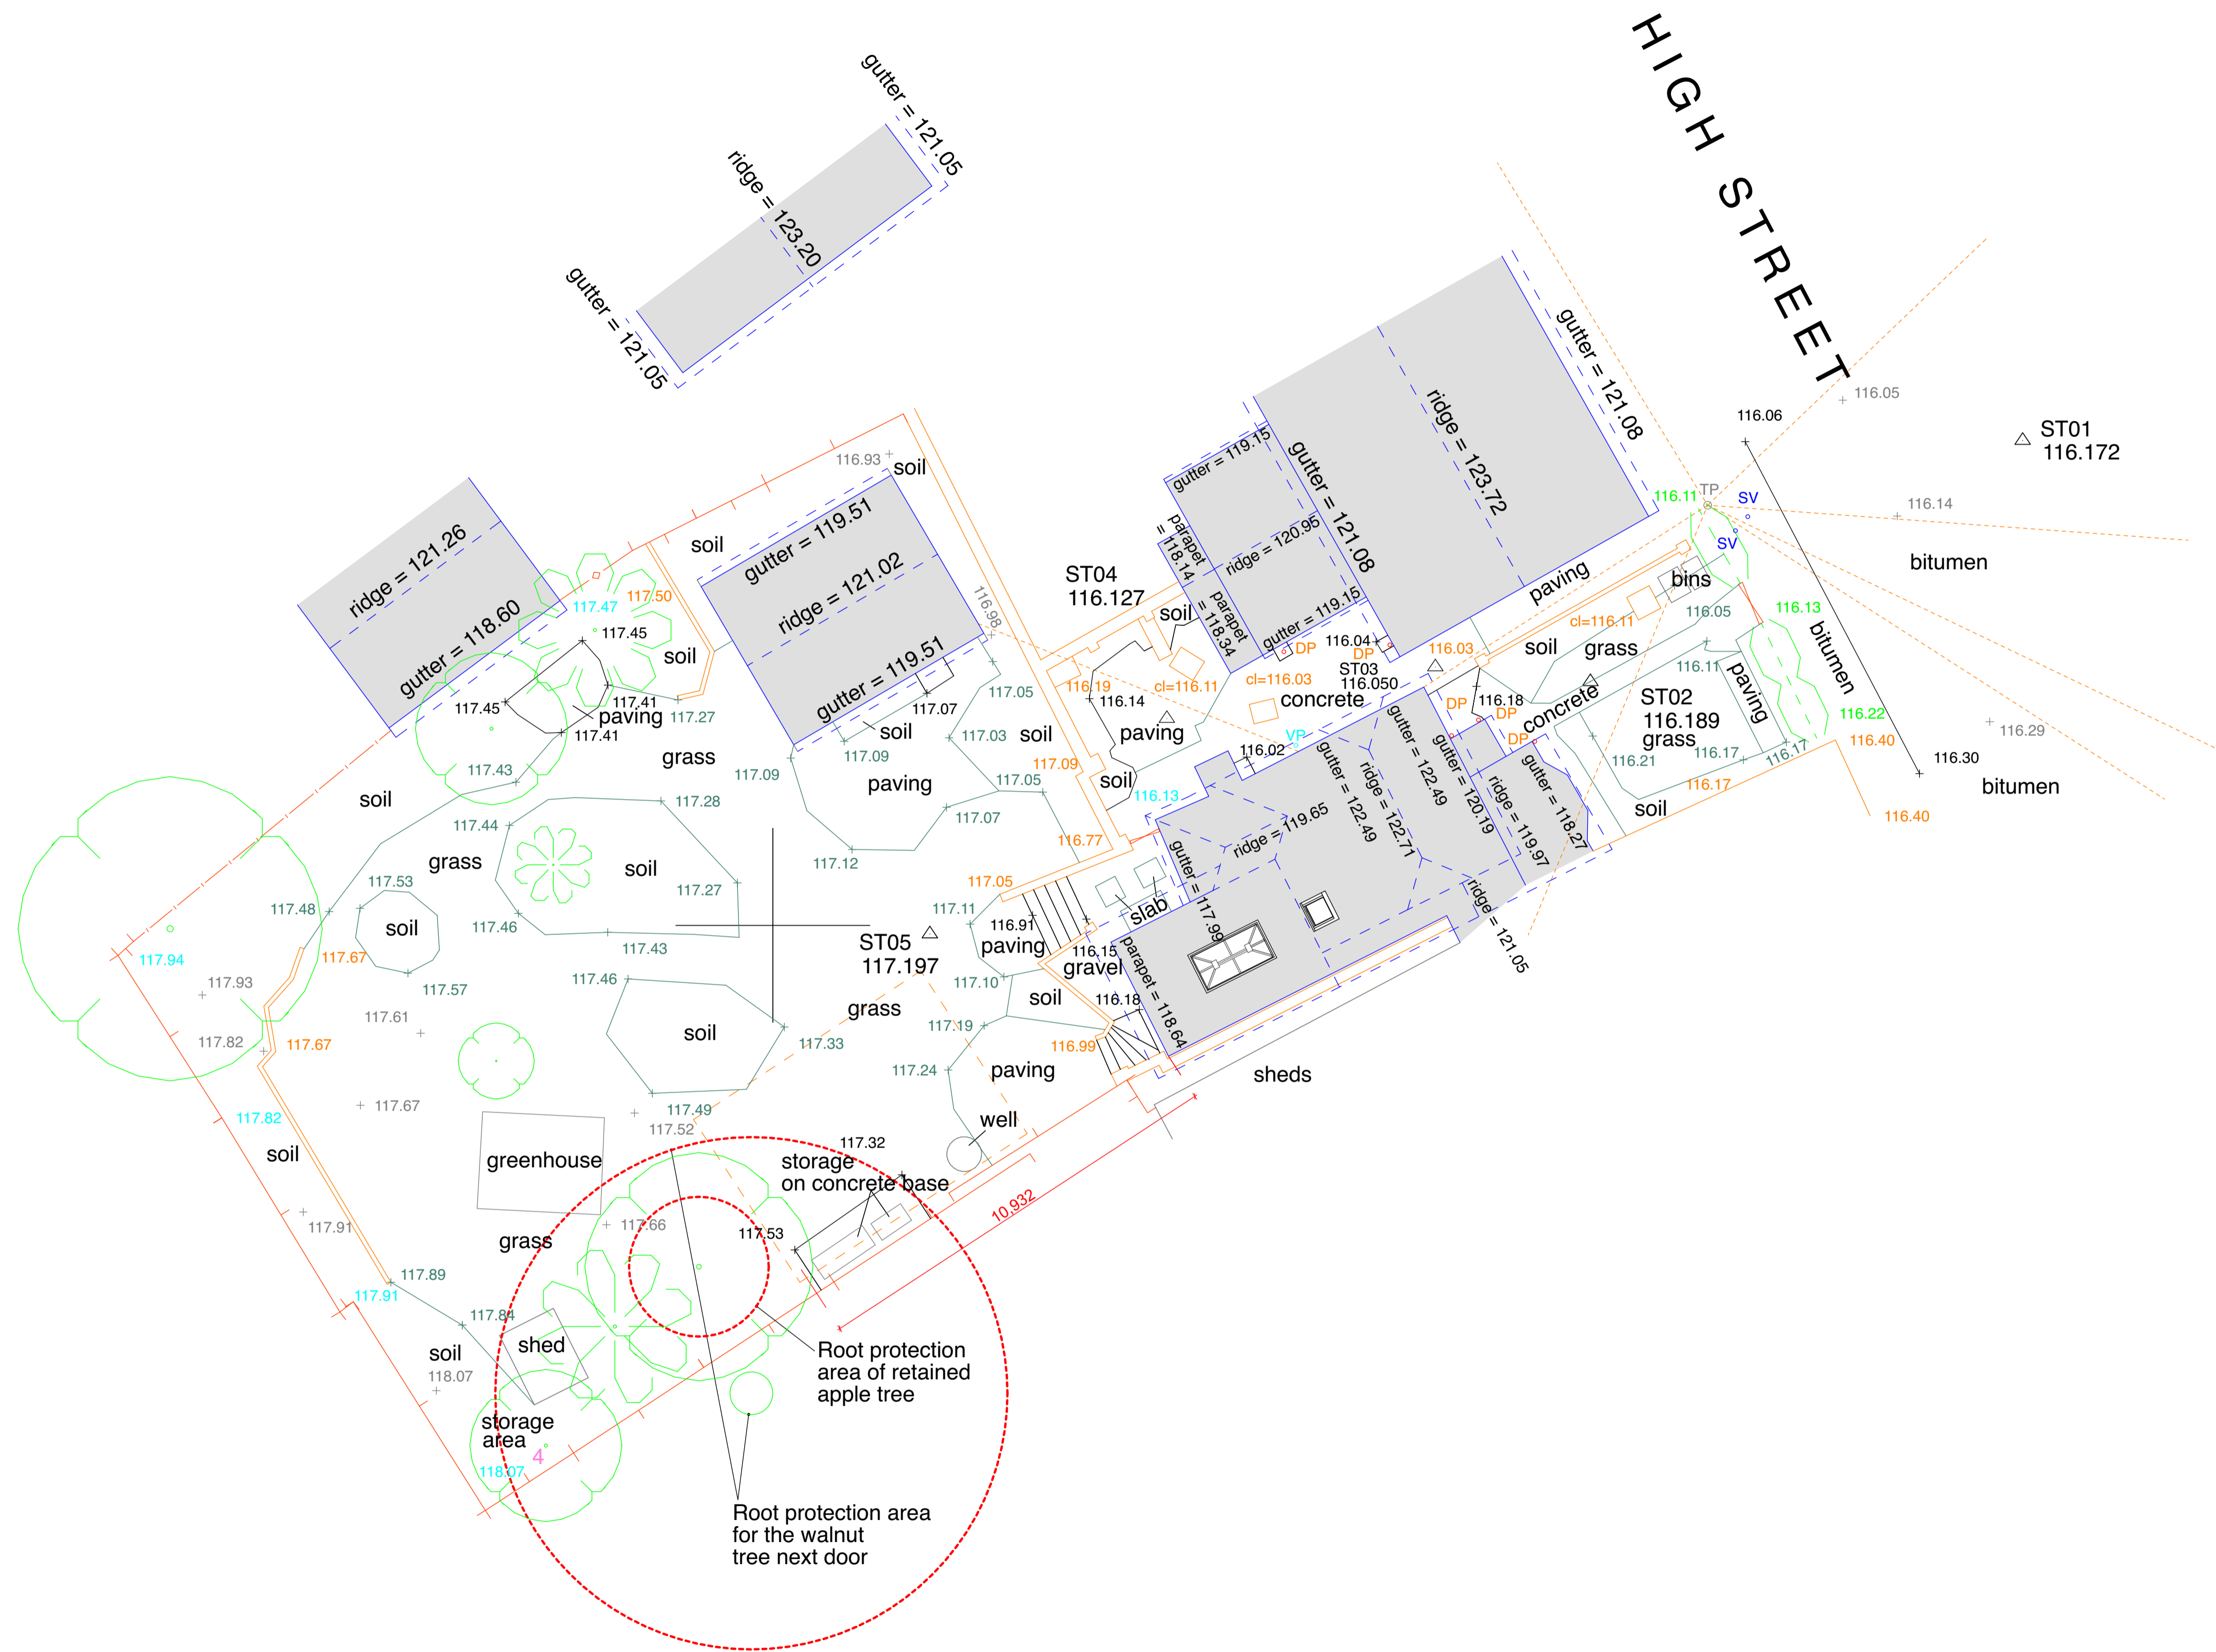 HIGH STREET
gutter = 121.05
ridge = 123.20
gutter = 121.05
gutter = 121.08
ridge = 123.72
gutter = 121.08
116.05
116.06
ST01
116.172
gutter = 119.15
116.93
soil
ridge = 121.26
gutter = 118.60
gutter = 119.51
ridge = 121.02
gutter = 119.51
soil
116.11
TP
SV
SV
116.14
bitumen
parapet
= 118.14
ridge = 120.95
parapet
= 118.34
gutter = 119.15
ST04
116.127
soil
116.98
117.47
117.50
117.45
soil
paving
bins
116.05
cl=116.11
116.13
bitumen
116.04
DP
DP
ST03
116.050
116.03
soil
grass
116.11
paving
117.45
117.41
paving
117.41
117.27
117.05
117.07
116.19
116.14
cl=116.11
cl=116.03
concrete
116.18
DP
DP
concrete
ST02
116.189
grass
116.22
116.29
117.43
grass
117.09
soil
117.09
117.03
soil
117.09
paving
VP
116.02
116.21
116.17
116.17
116.17
116.40
116.30
bitumen
soil
117.28
paving
117.05
117.07
soil
116.13
gutter = 122.49
ridge = 122.71
gutter = 122.49
gutter = 120.19
ridge = 119.97
gutter = 118.27
soil
116.40
117.44
grass
soil
117.12
116.77
gutter = 117.99
ridge = 119.65
117.53
117.27
117.05
117.48
soil
117.46
117.43
117.11
116.91
paving
slab
ridge = 121.05
117.94
117.67
117.57
ST05
117.197
116.15
gravel
parapet = 118.64
117.93
117.46
117.10
soil
116.18
117.61
soil
grass
117.82
117.67
117.33
117.19
116.99
117.24
paving
sheds
117.67
117.49
117.52
well
117.82
soil
greenhouse
117.32
storage
on concrete base
10,932
117.91
grass
117.66
117.53
117.89
117.91
117.84
shed
soil
118.07
Root protection
area of retained
apple tree
storage
area
4
118.07
Root protection area
for the walnut
tree next door